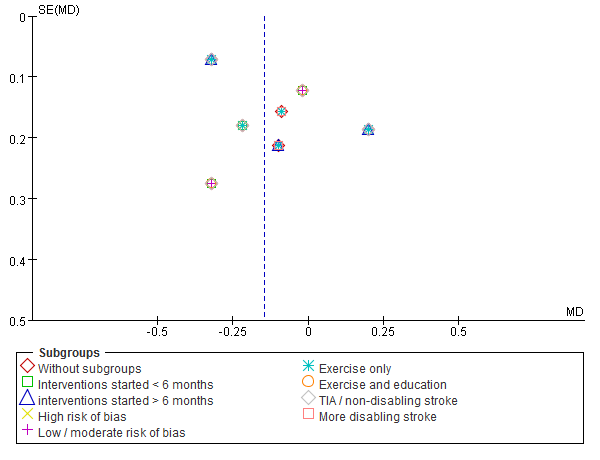 0
SE(MD)
0.1
0.2
0.3
0.4
0.5
MD
-0.5
-0.25
0
0.25
0.5
Subgroups
Without subgroups
Interventions started < 6 months
interventions started > 6 months
High risk of bias
Low / moderate risk of bias
Exercise only
Exercise and education
TIA / non-disabling stroke
More disabling stroke